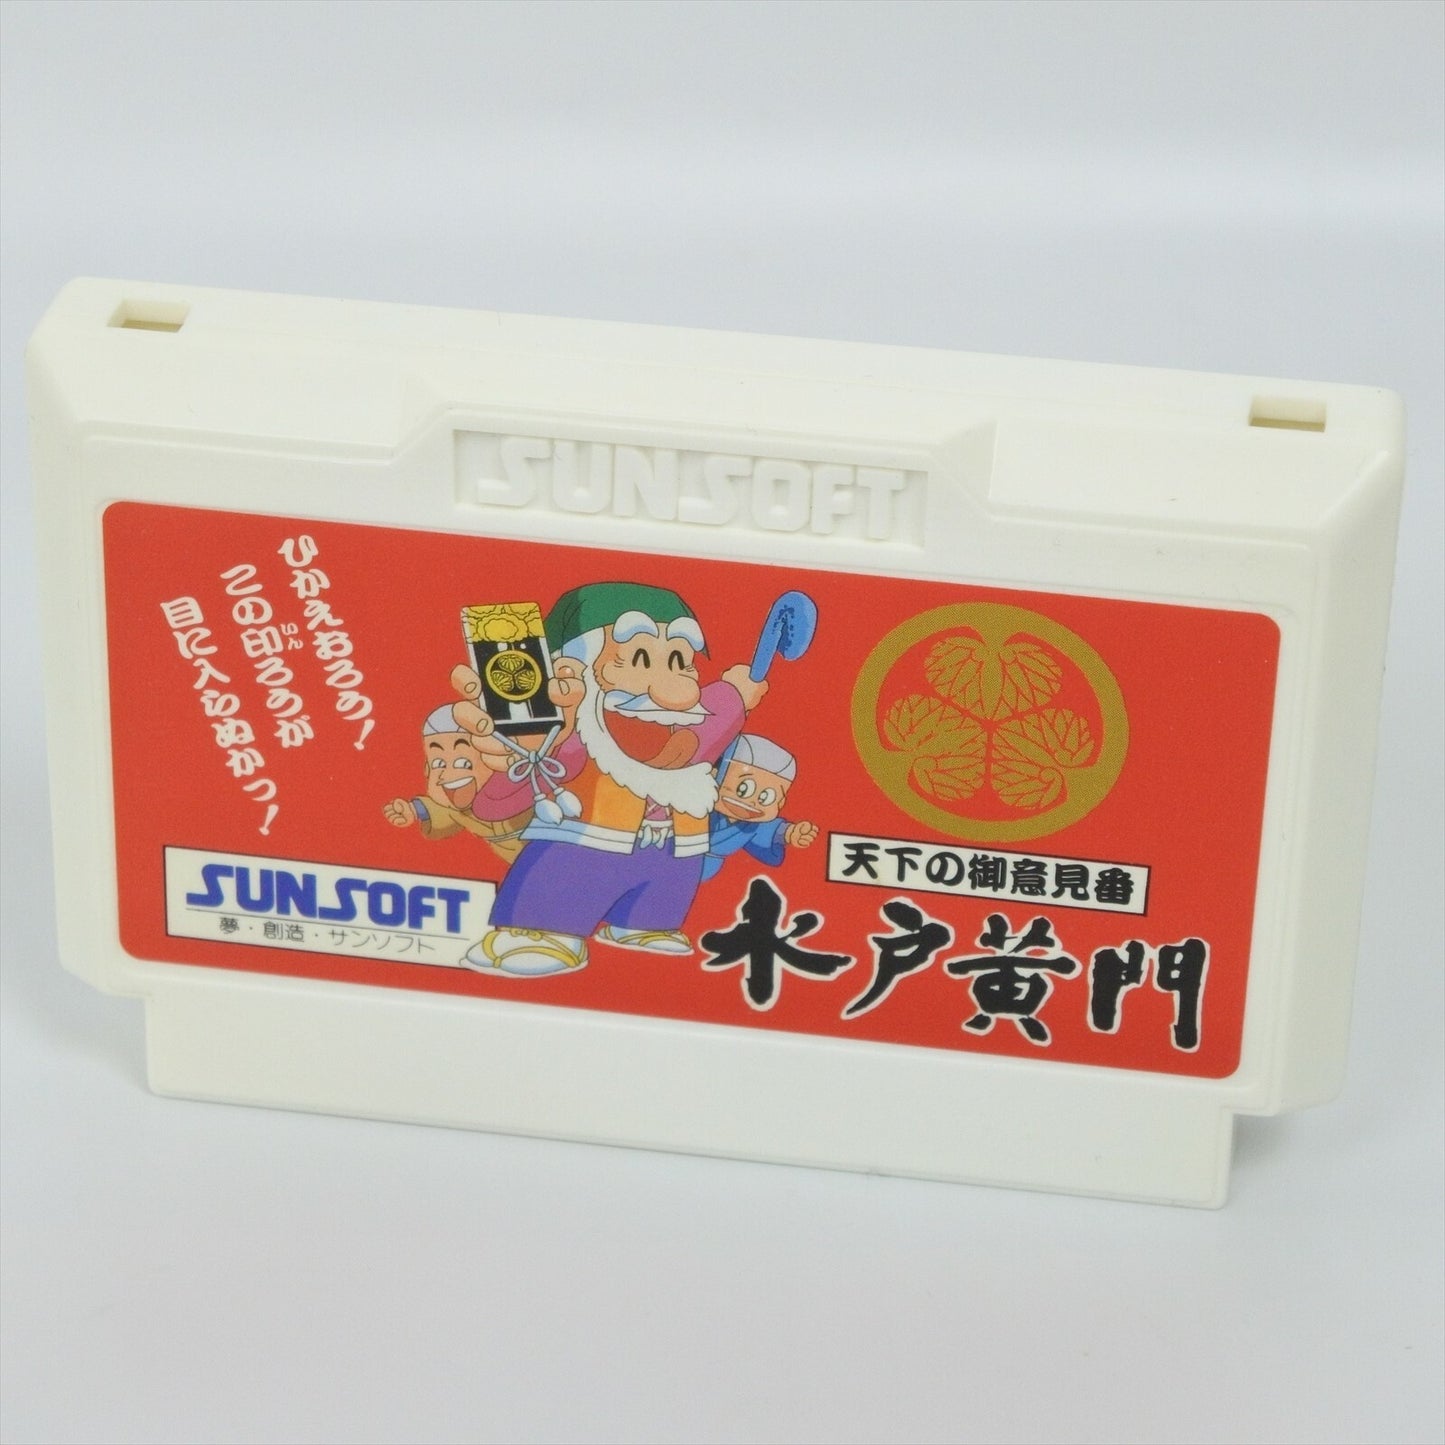 SUNSOFT
ひかえおろう!
この印ろうが
いん
目に入らぬかっ!
天下の御意見番
水戸黄門
SUNSOFT
夢・創造・サンソフト